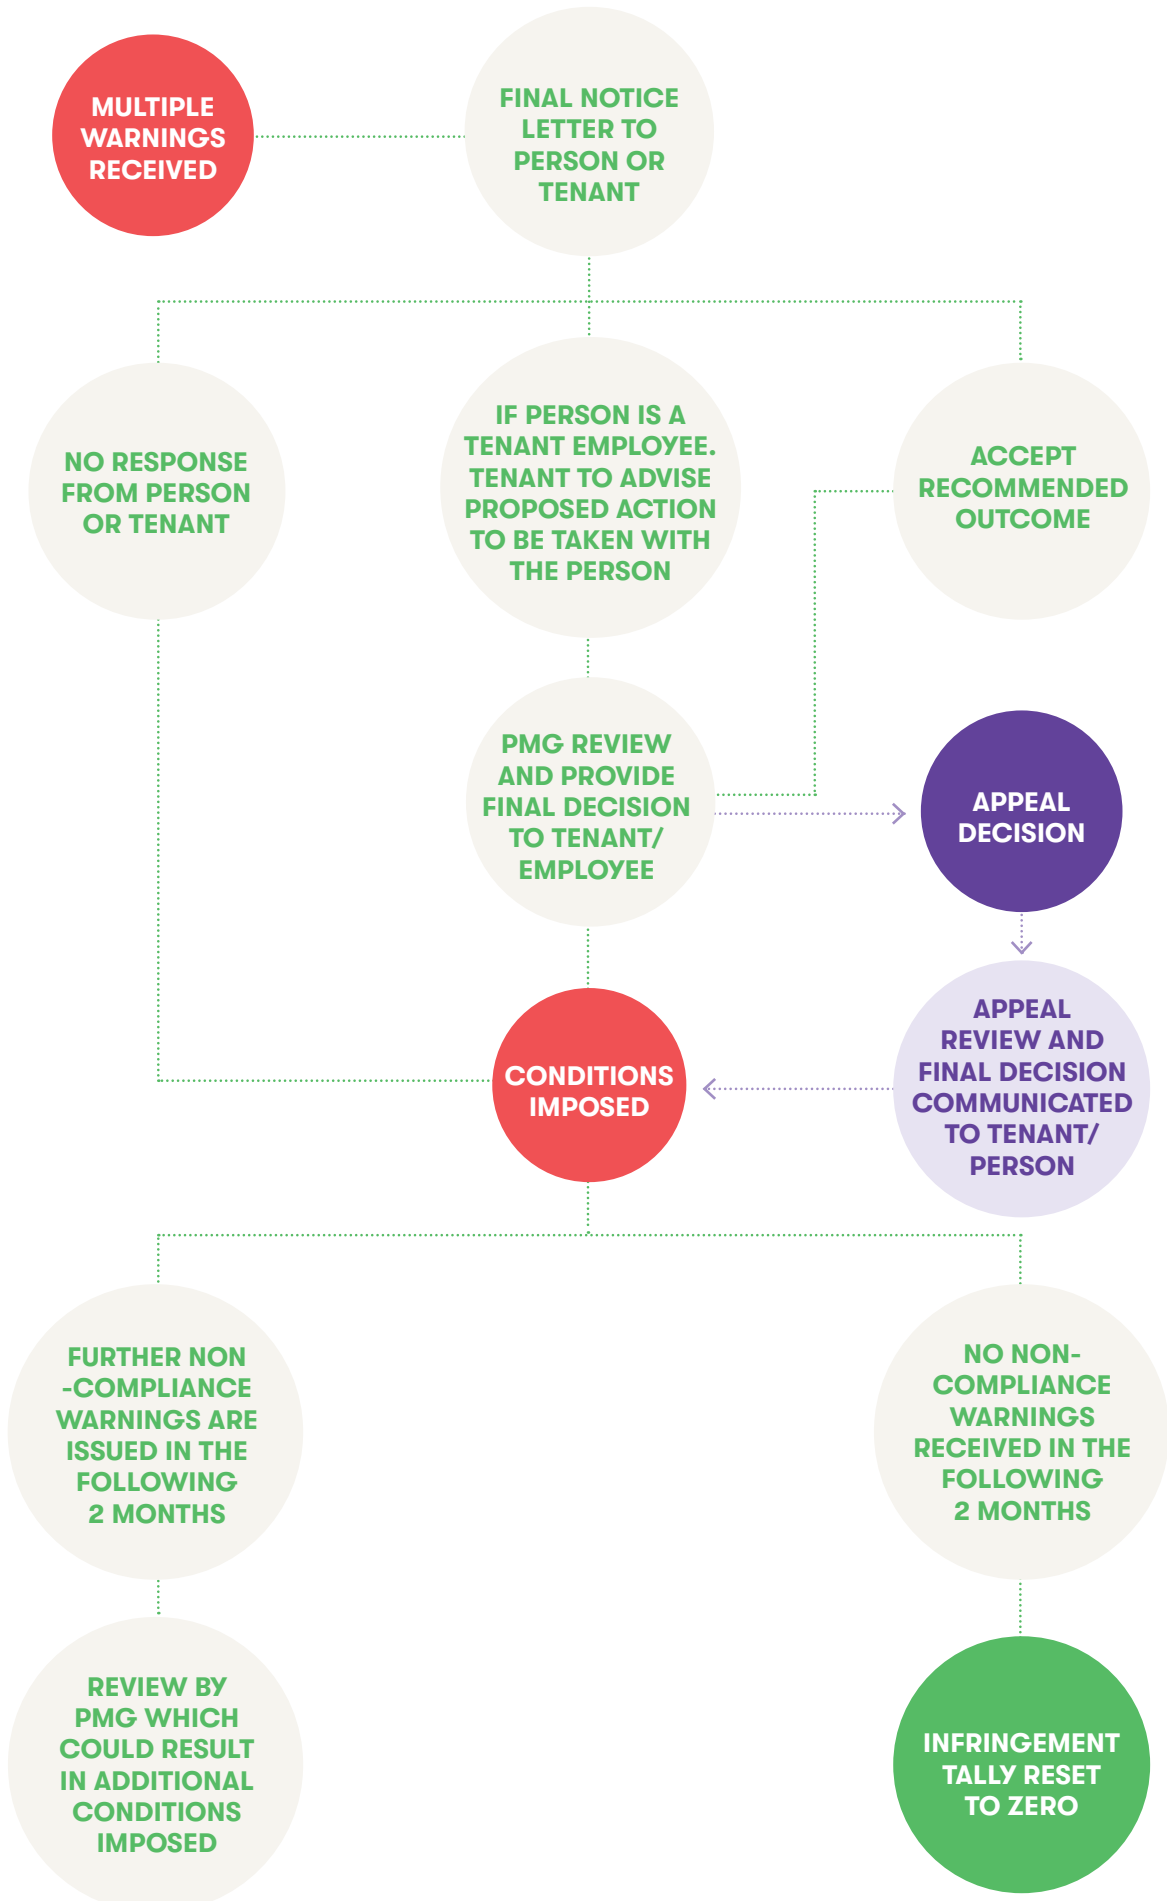 MULTIPLE
WARNINGS
RECEIVED
FINAL NOTICE
LETTER TO
PERSON OR
TENANT
NO RESPONSE
FROM PERSON
OR TENANT
IF PERSON IS A
TENANT EMPLOYEE.
TENANT TO ADVISE
PROPOSED ACTION
TO BE TAKEN WITH
THE PERSON
ACCEPT
RECOMMENDED
OUTCOME
PMG REVIEW
AND PROVIDE
FINAL DECISION
TO TENANT/
EMPLOYEE
APPEAL
DECISION
APPEAL
REVIEW AND
FINAL DECISION
COMMUNICATED
TO TENANT/
PERSON
CONDITIONS
IMPOSED
FURTHER NON
-COMPLIANCE
WARNINGS ARE
ISSUED IN THE
FOLLOWING
2 MONTHS
NO NON-
COMPLIANCE
WARNINGS
RECEIVED IN THE
FOLLOWING
2 MONTHS
REVIEW BY
PMG WHICH
COULD RESULT
IN ADDITIONAL
CONDITIONS
IMPOSED
INFRINGEMENT
TALLY RESET
TO ZERO